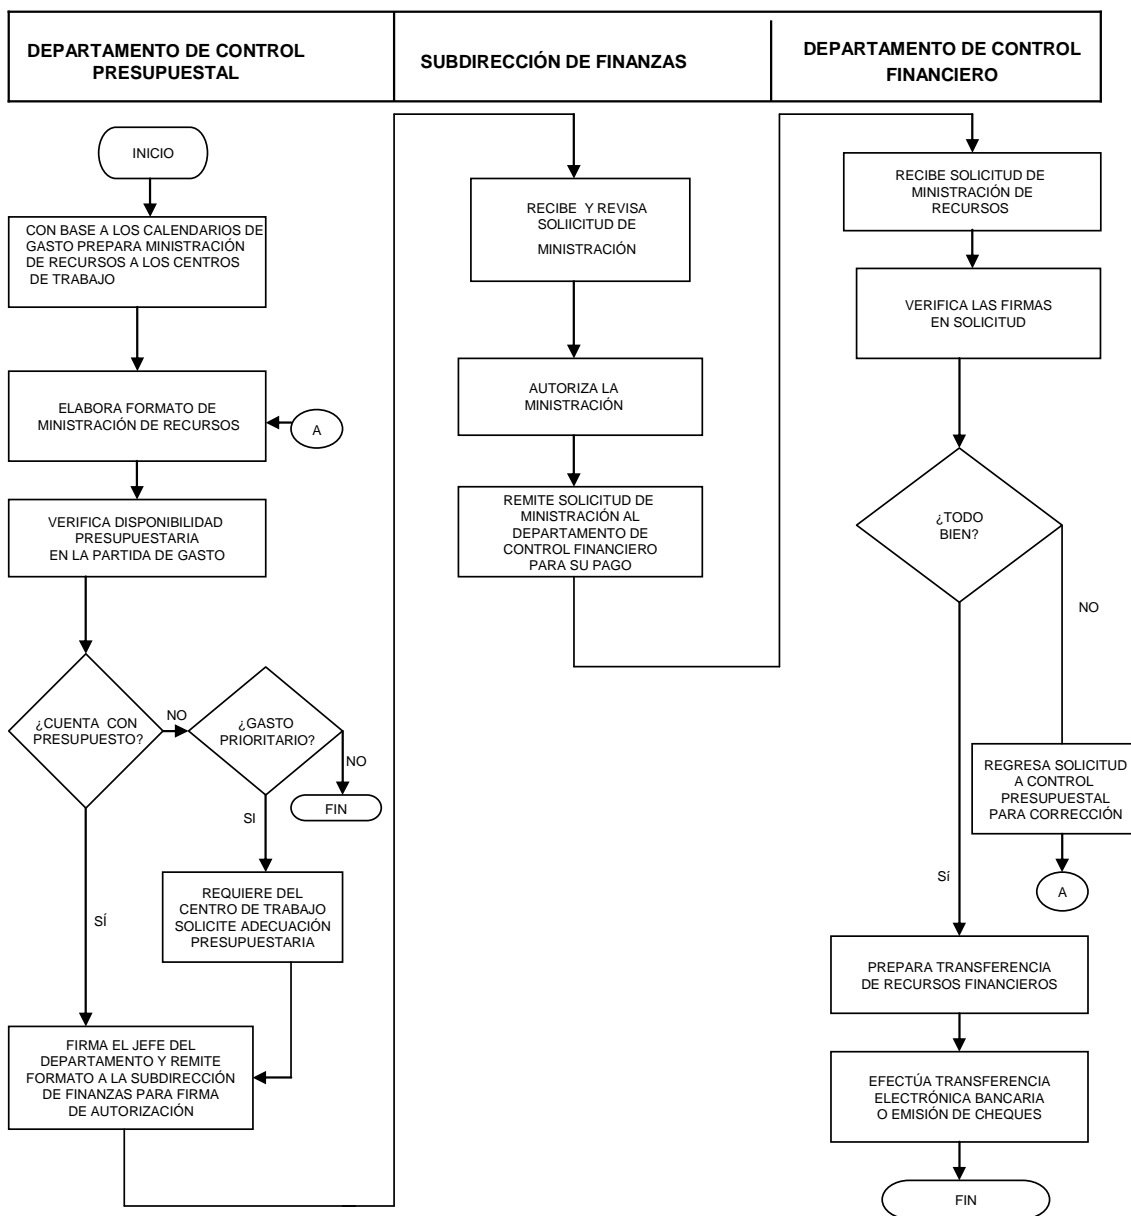 DEPARTAMENTO DE CONTROL
PRESUPUESTAL
SUBDIRECCIÓN DE FINANZAS
DEPARTAMENTO DE CONTROL
FINANCIERO
INICIO
CON BASE A LOS CALENDARIOS DE
GASTO PREPARA MINISTRACIÓN
DE RECURSOS A LOS CENTROS
DE TRABAJO
ELABORA FORMATO DE
MINISTRACIÓN DE RECURSOS
A
VERIFICA DISPONIBILIDAD
PRESUPUESTARIA
EN LA PARTIDA DE GASTO
¿CUENTA CON
PRESUPUESTO?
NO
¿GASTO
PRIORITARIO?
NO
FIN
SI
REQUIERE DEL
CENTRO DE TRABAJO
SOLICITE ADECUACIÓN
PRESUPUESTARIA
SÍ
FIRMA EL JEFE DEL
DEPARTAMENTO Y REMITE
FORMATO A LA SUBDIRECCIÓN
DE FINANZAS PARA FIRMA
DE AUTORIZACIÓN
RECIBE Y REVISA
SOLIICITUD DE
MINISTRACIÓN
AUTORIZA LA
MINISTRACIÓN
REMITE SOLICITUD DE
MINISTRACIÓN AL
DEPARTAMENTO DE
CONTROL FINANCIERO
PARA SU PAGO
RECIBE SOLICITUD DE
MINISTRACIÓN DE
RECURSOS
VERIFICA LAS FIRMAS
EN SOLICITUD
¿TODO
BIEN?
NO
REGRESA SOLICITUD
A CONTROL
PRESUPUESTAL
PARA CORRECCIÓN
A
Sí
PREPARA TRANSFERENCIA
DE RECURSOS FINANCIEROS
EFECTÚA TRANSFERENCIA
ELECTRÓNICA BANCARIA
O EMISIÓN DE CHEQUES
FIN